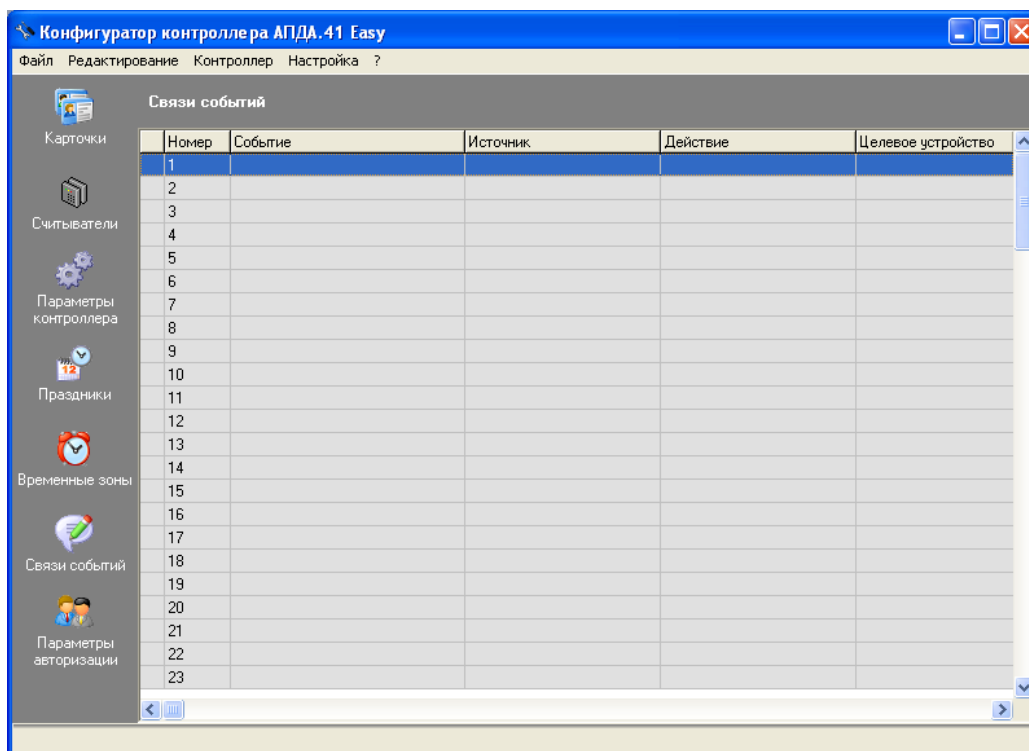 Конфигуратор контроллера АПДА.41 Easy
Файл Редактирование Контроллер Настройка ?
Карточки
Считыватели
Параметры
контроллера
12
Праздники
Временные зоны
Связи событий
Параметры
авторизации
Связи событий
Номер Событие Источник Действие Целевое устройство
1
2
3
4
5
6
7
8
9
10
11
12
13
14
15
16
17
18
19
20
21
22
23